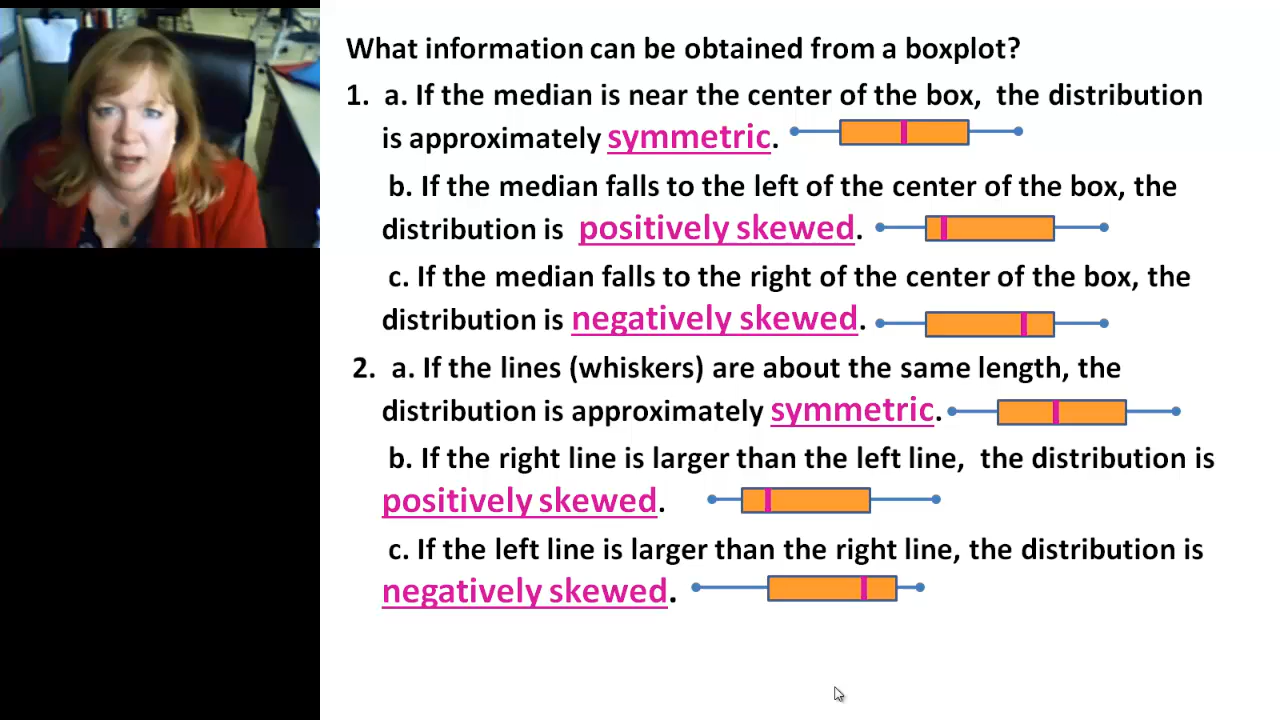 What information can be obtained from a boxplot?
1. a. If the median is near the center of the box, the distribution
is approximately symmetric.
b. If the median falls to the left of the center of the box, the
distribution is positively skewed.
c. If the median falls to the right of the center of the box, the
distribution is negatively skewed.
2. a. If the lines (whiskers) are about the same length, the
distribution is approximately symmetric.
b. If the right line is larger than the left line, the distribution is
positively skewed.
c. If the left line is larger than the right line, the distribution is
negatively skewed.